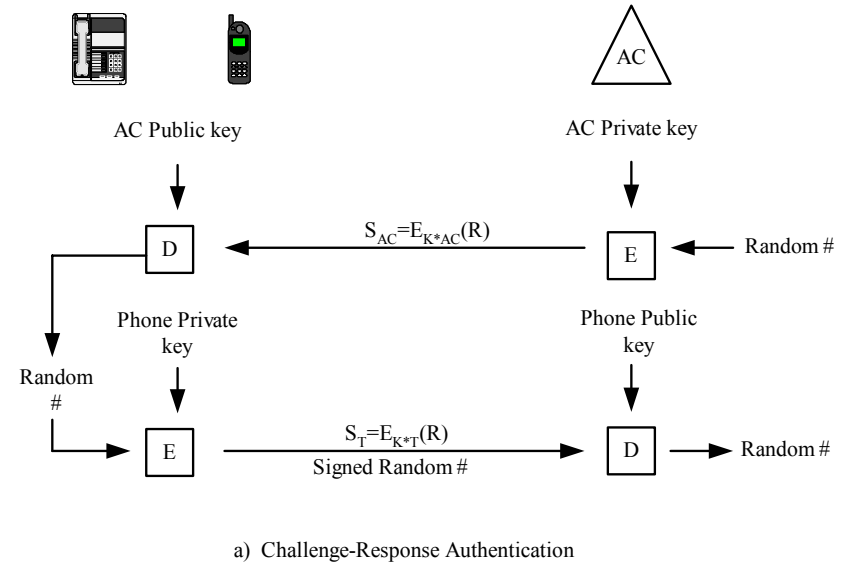 AC
AC Public key
AC Private key
D
S_AC=E_K*AC(R)
E
Random #
Phone Private
key
Phone Public
key
Random
#
E
S_T=E_K*T(R)
Signed Random #
D
Random #
a) Challenge-Response Authentication